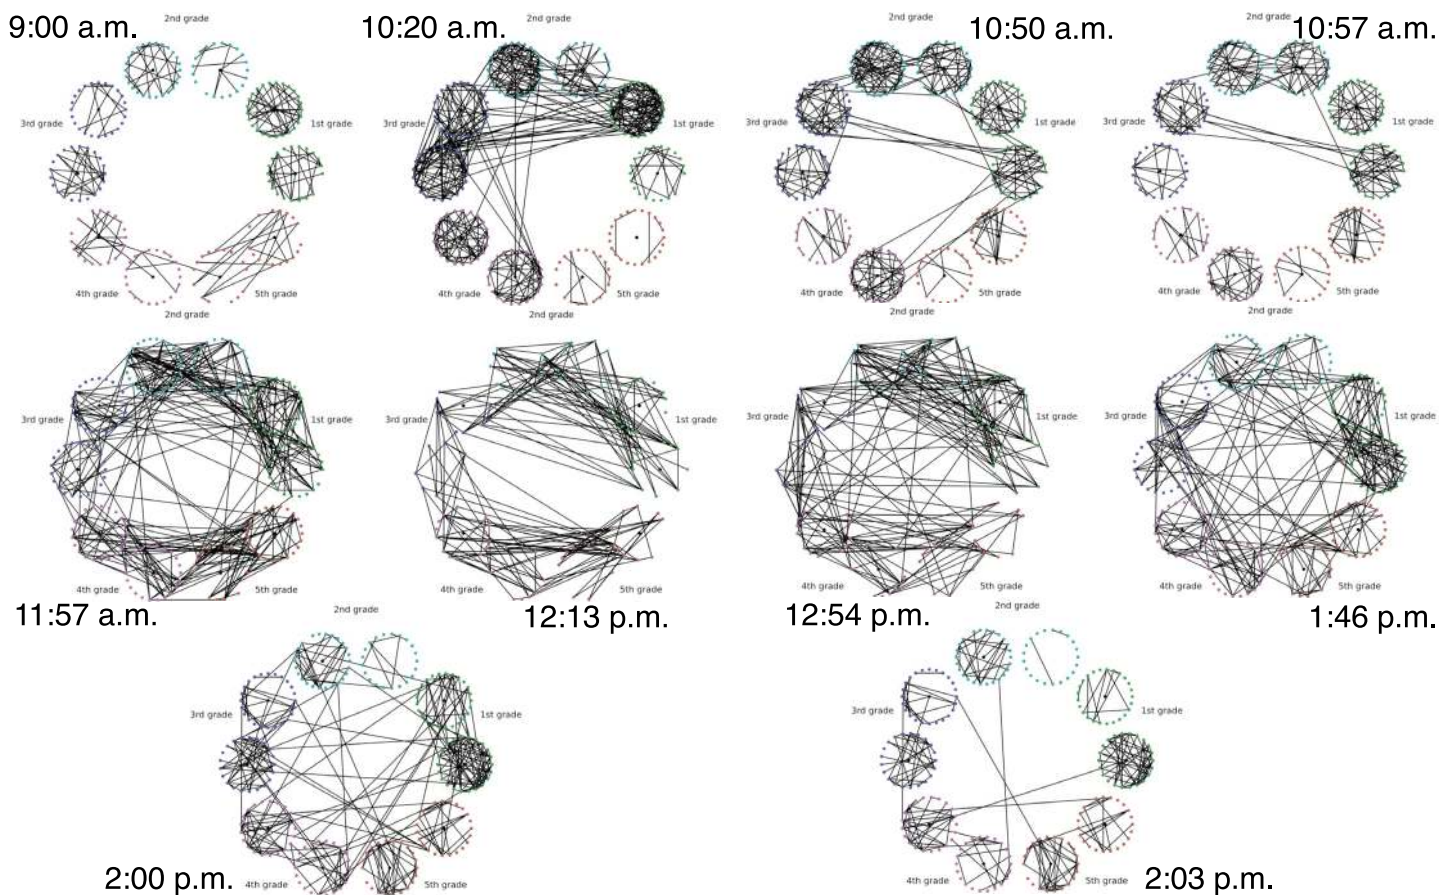 2nd grade
2nd grade
2nd grade
2nd grade
9:00 a.m.
10:20 a.m.
10:50 a.m.
10:57 a.m.
3rd grade
1st grade
3rd grade
1st grade
3rd grade
1st grade
3rd grade
1st grade
4th grade
5th grade
4th grade
5th grade
4th grade
5th grade
4th grade
5th grade
2nd grade
2nd grade
2nd grade
2nd grade
3rd grade
1st grade
3rd grade
1st grade
3rd grade
1st grade
3rd grade
1st grade
4th grade
5th grade
4th grade
5th grade
4th grade
5th grade
4th grade
5th grade
11:57 a.m.
12:13 p.m.
12:54 p.m.
1:46 p.m.
2nd grade
2nd grade
3rd grade
1st grade
3rd grade
1st grade
4th grade
5th grade
4th grade
5th grade
2:00 p.m.
2:03 p.m.